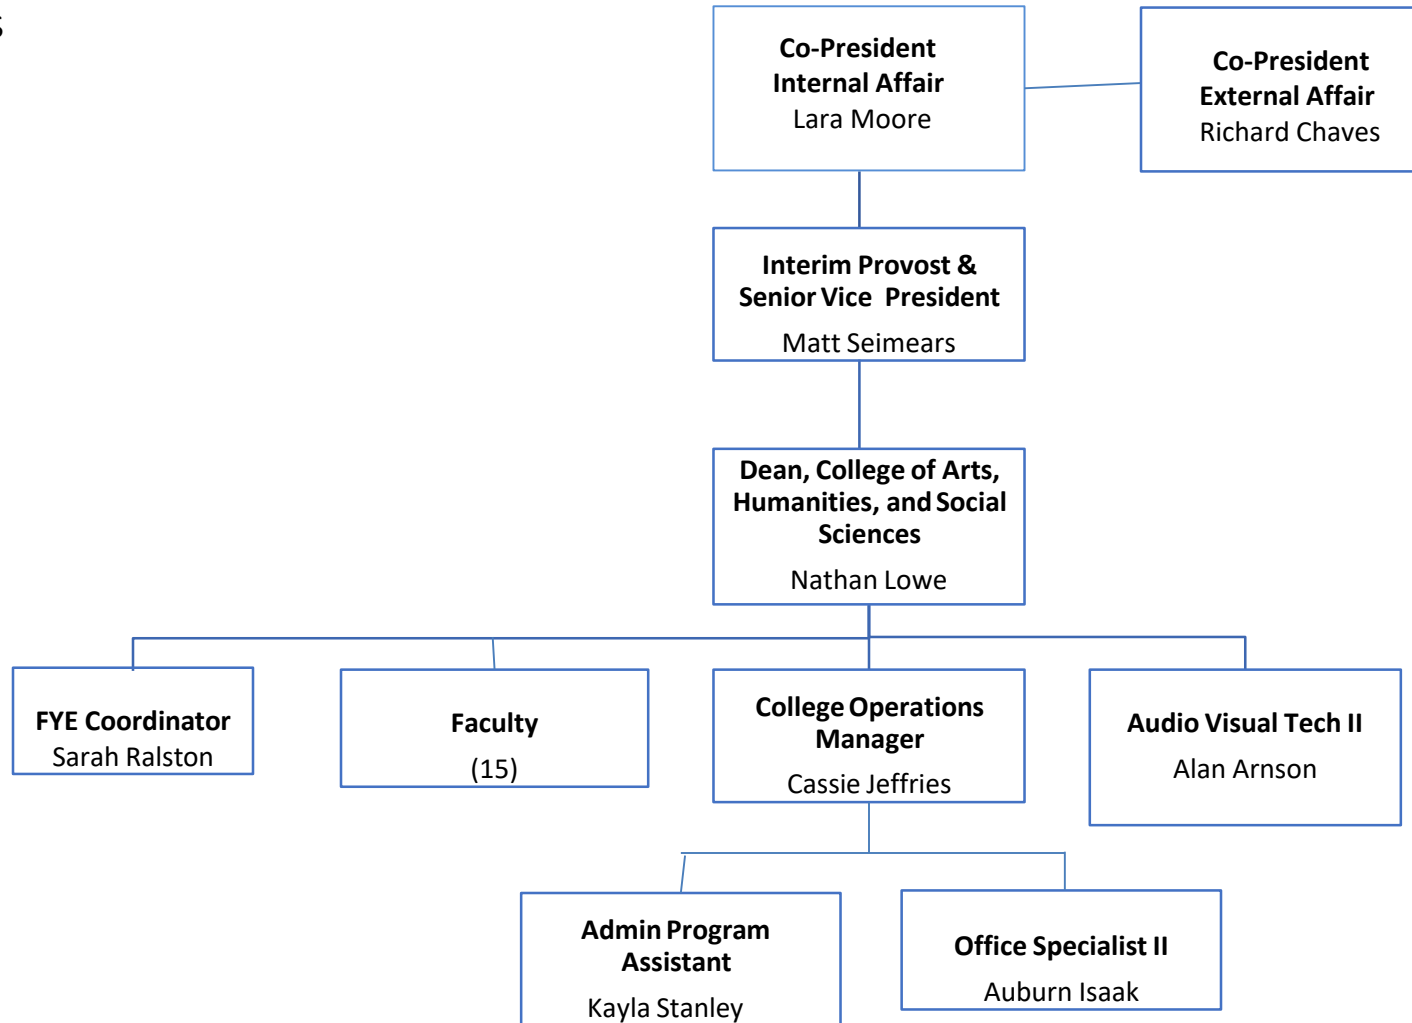 s
Co-President
Internal Affair
Lara Moore
Co-President
External Affair
Richard Chaves
Interim Provost &
Senior Vice President
Matt Seimears
Dean, College of Arts,
Humanities, and Social
Sciences
Nathan Lowe
FYE Coordinator
Sarah Ralston
Faculty
(15)
College Operations
Manager
Cassie Jeffries
Audio Visual Tech II
Alan Arnson
Admin Program
Assistant
Kayla Stanley
Office Specialist II
Auburn Isaak